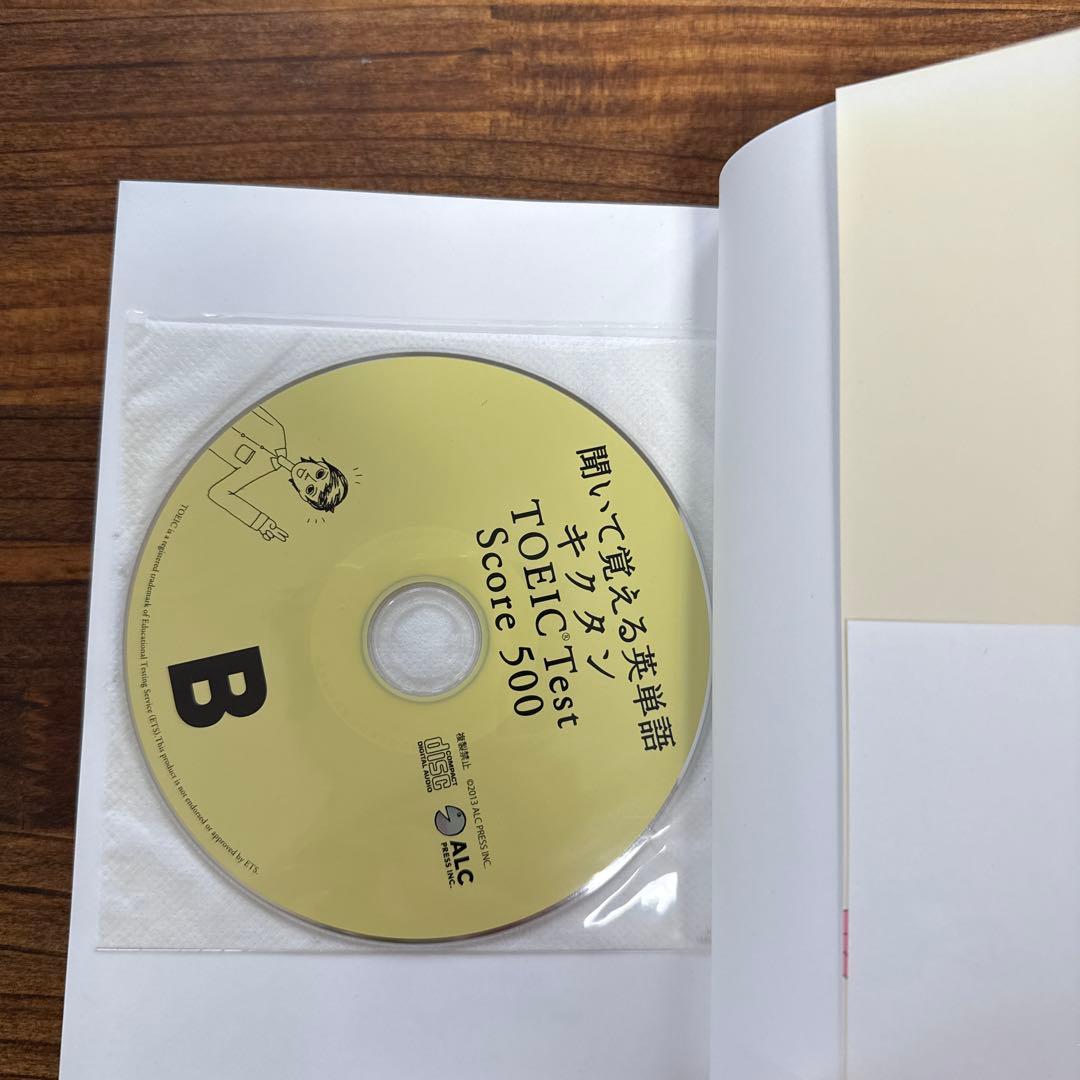 聞いて覚える英単語
キクタン
TOEIC® Test
Score 500
B
複製禁止 ©2013 ALC PRESS INC.
COMPACT
disc
DIGITAL AUDIO
ALC
PRESS INC.
TOEIC is a registered trademark of Educational Testing Service (ETS). This product is not endorsed or approved by ETS.